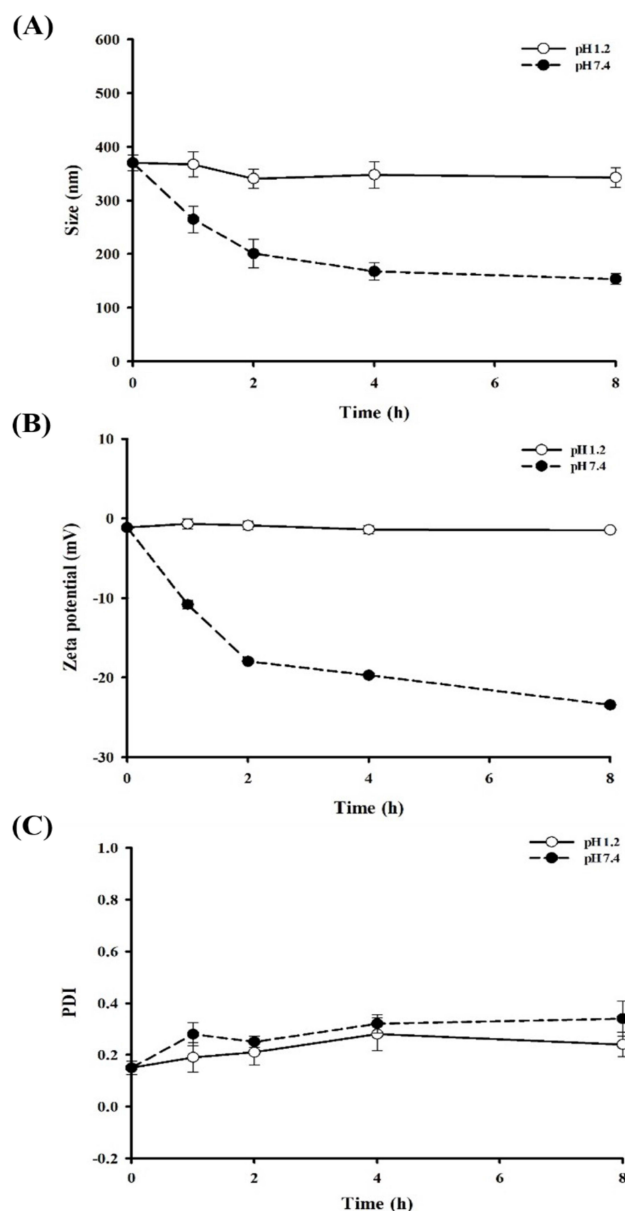 (A)
600
500
400
300
200
100
0
Size (nm)
pH 1.2
pH 7.4
0 2 4 6 8
Time (h)
(B)
10
0
-10
-20
-30
Zeta potential (mV)
pH 1.2
pH 7.4
0 2 4 6 8
Time (h)
(C)
1.0
0.8
0.6
0.4
0.2
0.0
-0.2
PDI
pH 1.2
pH 7.4
0 2 4 6 8
Time (h)